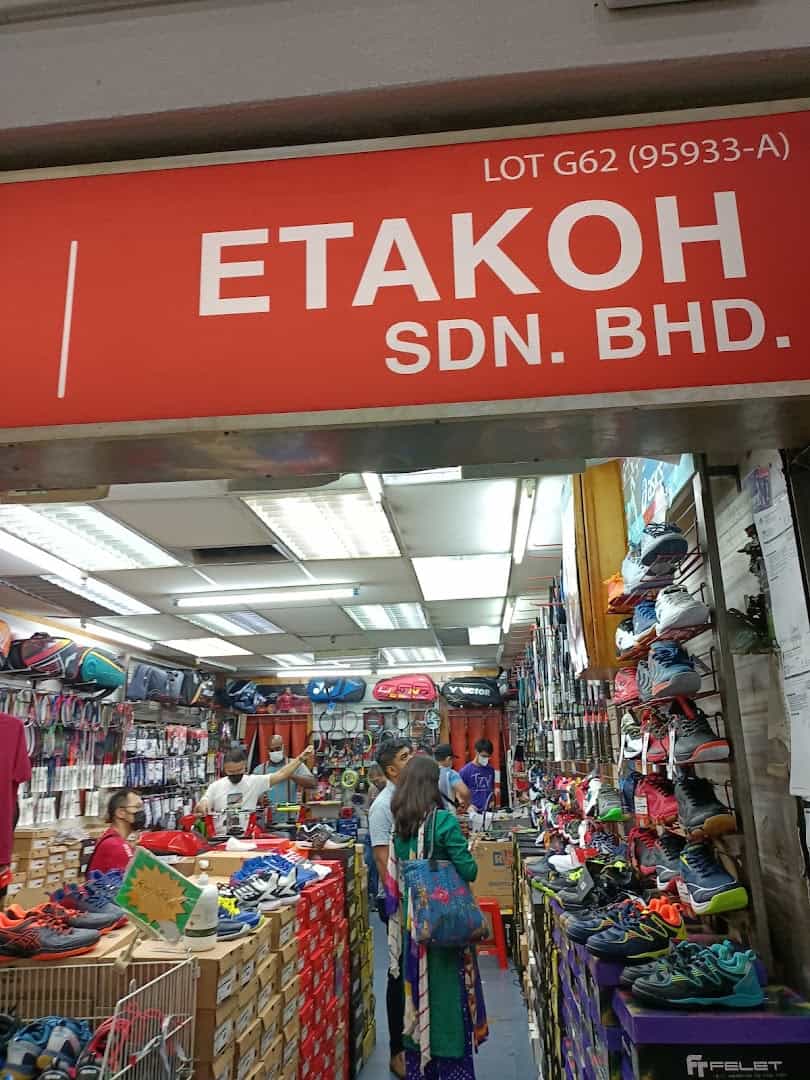 LOT G62 (95933-A)
ETAKOH
SDN. BHD.
VICTOR
FELET